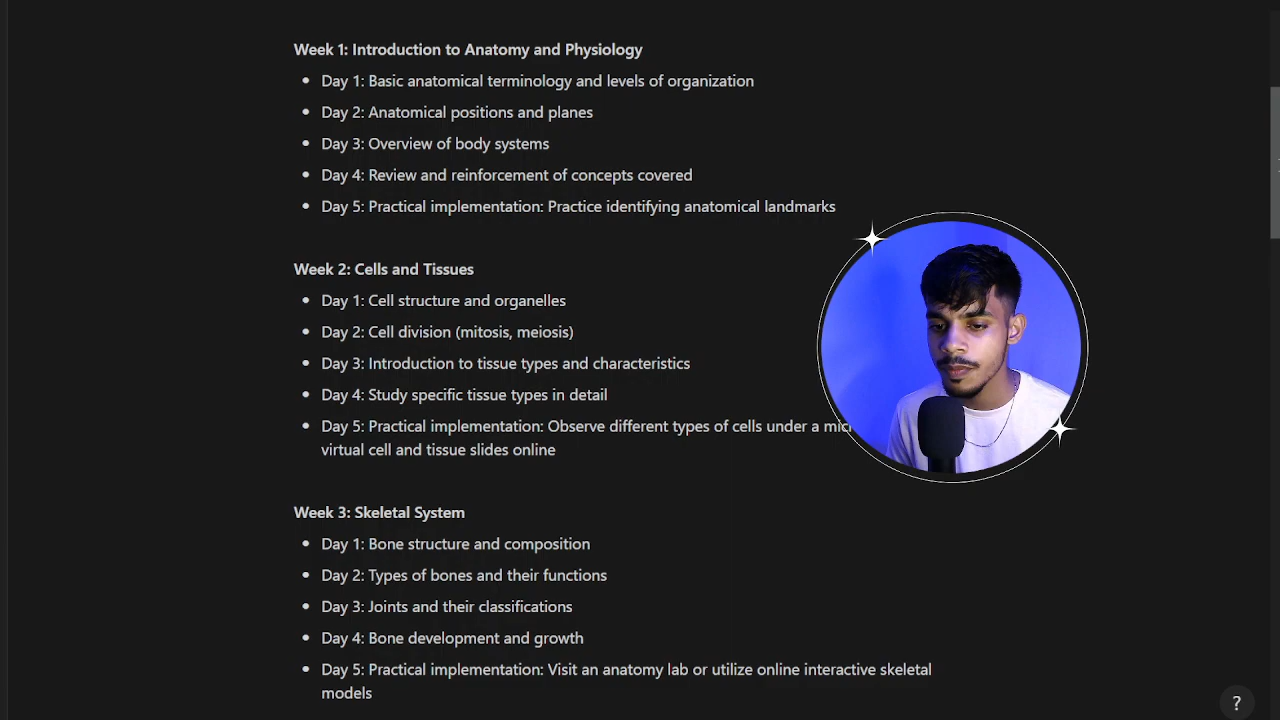 Week 1: Introduction to Anatomy and Physiology
• Day 1: Basic anatomical terminology and levels of organization
• Day 2: Anatomical positions and planes
• Day 3: Overview of body systems
• Day 4: Review and reinforcement of concepts covered
• Day 5: Practical implementation: Practice identifying anatomical landmarks
Week 2: Cells and Tissues
• Day 1: Cell structure and organelles
• Day 2: Cell division (mitosis, meiosis)
• Day 3: Introduction to tissue types and characteristics
• Day 4: Study specific tissue types in detail
• Day 5: Practical implementation: Observe different types of cells under a
virtual cell and tissue slides online
Week 3: Skeletal System
• Day 1: Bone structure and composition
• Day 2: Types of bones and their functions
• Day 3: Joints and their classifications
• Day 4: Bone development and growth
• Day 5: Practical implementation: Visit an anatomy lab or utilize online interactive skeletal
models
?